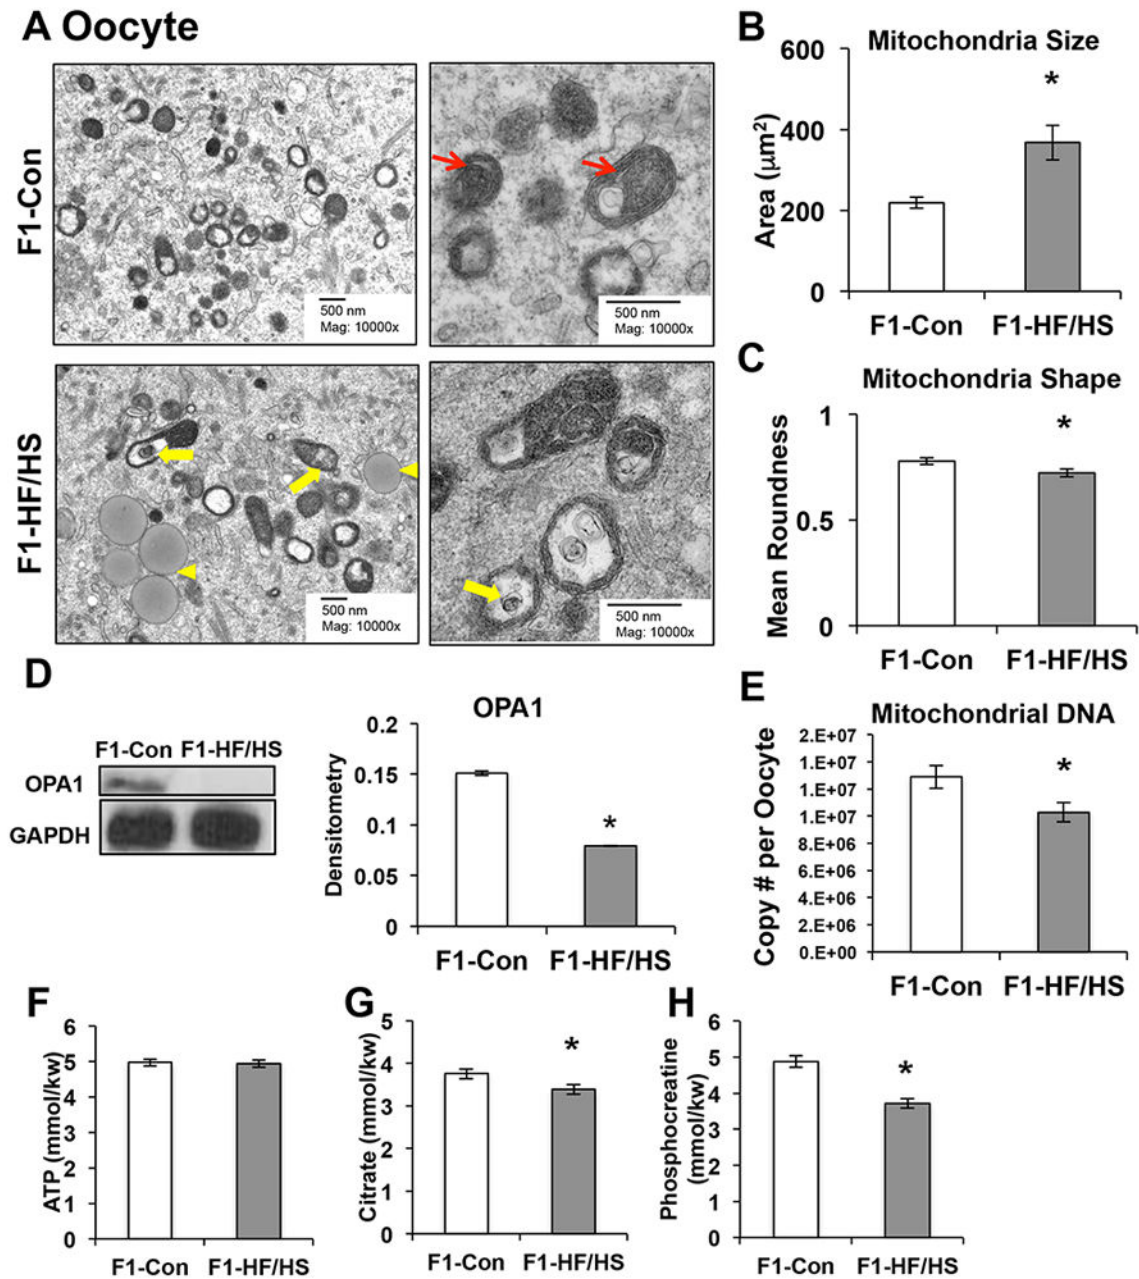 A Oocyte
F1-Con
500 nm
Mag: 10000x
500 nm
Mag: 10000x
F1-HF/HS
500 nm
Mag: 10000x
500 nm
Mag: 10000x
B
Mitochondria Size
Area (μm²)
600
400
200
0
F1-Con F1-HF/HS
*
C
Mitochondria Shape
Mean Roundness
1
0.5
0
F1-Con F1-HF/HS
*
D
F1-Con F1-HF/HS
OPA1
GAPDH
OPA1
Densitometry
0.2
0.15
0.1
0.05
0
F1-Con F1-HF/HS
*
E
Mitochondrial DNA
Copy # per Oocyte
2.E+07
1.E+07
1.E+07
1.E+07
8.E+06
6.E+06
4.E+06
2.E+06
0.E+00
F1-Con F1-HF/HS
*
F
ATP (mmol/kw)
6
5
4
3
2
1
0
F1-Con F1-HF/HS
G
Citrate (mmol/kw)
5
4
3
2
1
0
F1-Con F1-HF/HS
*
H
Phosphocreatine
(mmol/kw)
6
5
4
3
2
1
0
F1-Con F1-HF/HS
*